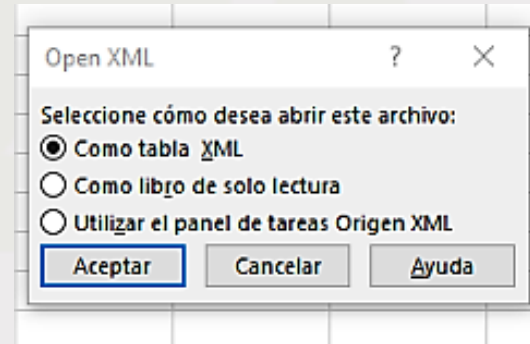 Open XML ?
Seleccione cómo desea abrir este archivo:
Como tabla XML
Como libro de solo lectura
Utilizar el panel de tareas Origen XML
Aceptar Cancelar Ayuda